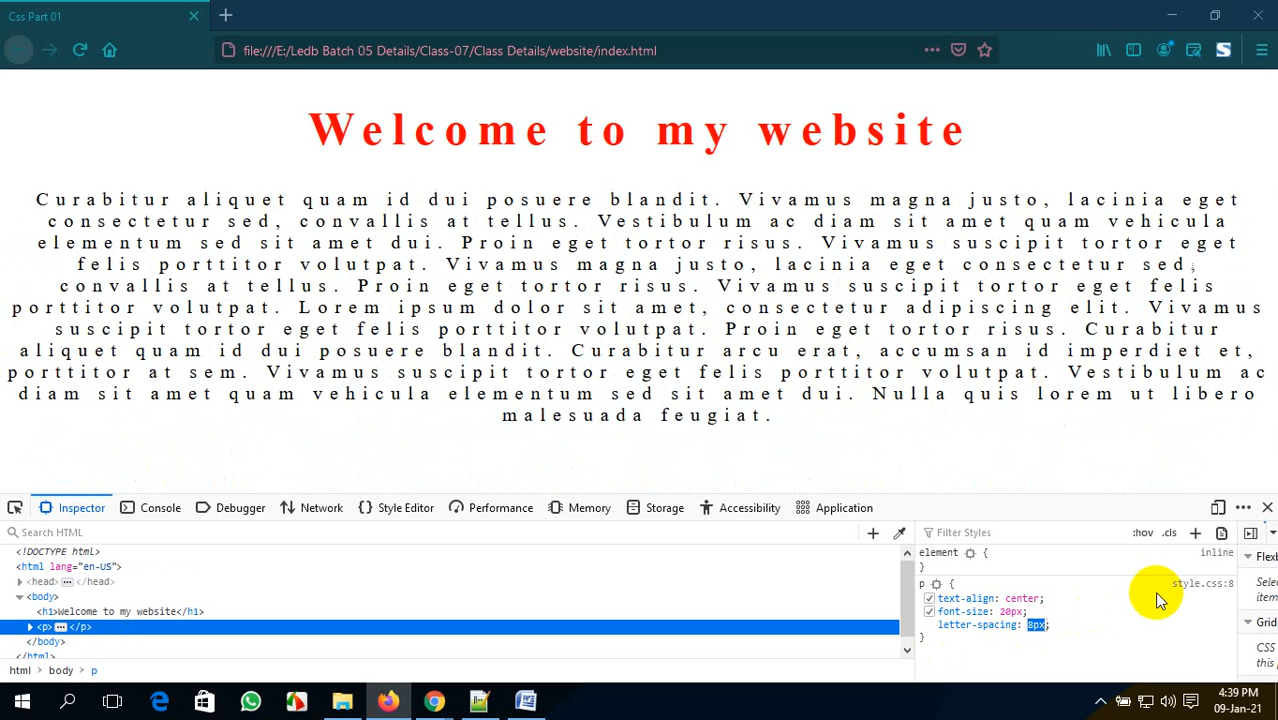 Css Part 01
file:///E:/Ledb Batch 05 Details/Class-07/Class Details/website/index.html
Welcome to my website
Curabitur aliquet quam id dui posuere blandit. Vivamus magna justo, lacinia eget
consectetur sed, convallis at tellus. Vestibulum ac diam sit amet quam vehicula
elementum sed sit amet dui. Proin eget tortor risus. Vivamus suscipit tortor eget
felis porttitor volutpat. Vivamus magna justo, lacinia eget consectetur sed,
convallis at tellus. Proin eget tortor risus. Vivamus suscipit tortor eget felis
porttitor volutpat. Lorem ipsum dolor sit amet, consectetur adipiscing elit. Vivamus
suscipit tortor eget felis porttitor volutpat. Proin eget tortor risus. Curabitur
aliquet quam id dui posuere blandit. Curabitur arcu erat, accumsan id imperdiet et,
porttitor at sem. Vivamus suscipit tortor eget felis porttitor volutpat. Vestibulum ac
diam sit amet quam vehicula elementum sed sit amet dui. Nulla quis lorem ut libero
malesuada feugiat.
Inspector Console Debugger Network Style Editor Performance Memory Storage Accessibility Application
Search HTML
Filter Styles :hov .cls
<!DOCTYPE html>
<html lang="en-US">
<head> </head>
<body>
<h1>Welcome to my website</h1>
<p> </p>
</body>
</html>
element { inline
}
p { style.css:8
text-align: center;
font-size: 20px;
letter-spacing: 8px;
}
Flexb
Selec
item
Grid
CSS
this p
html body p
4:39 PM
09-Jan-21